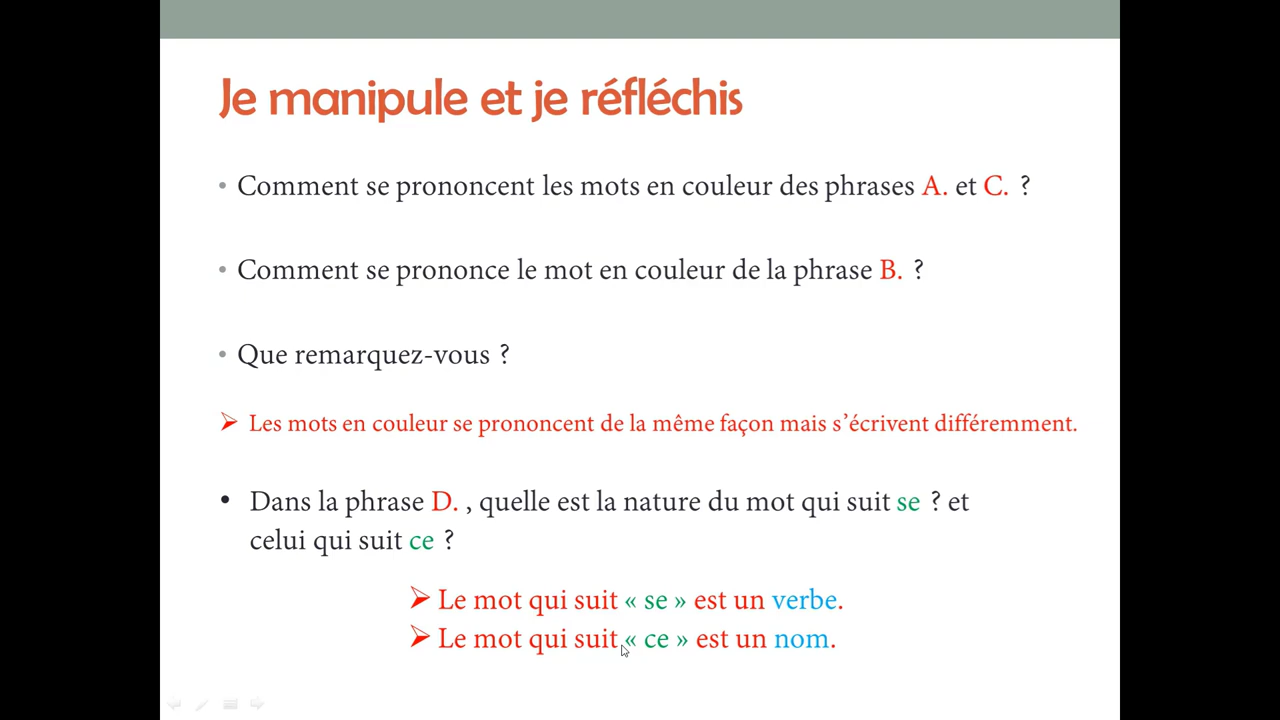 Je manipule et je réfléchis
• Comment se prononcent les mots en couleur des phrases A. et C. ?
• Comment se prononce le mot en couleur de la phrase B. ?
• Que remarquez-vous ?
➢ Les mots en couleur se prononcent de la même façon mais s’écrivent différemment.
• Dans la phrase D. , quelle est la nature du mot qui suit se ? et
celui qui suit ce ?
➢ Le mot qui suit « se » est un verbe.
➢ Le mot qui suit « ce » est un nom.